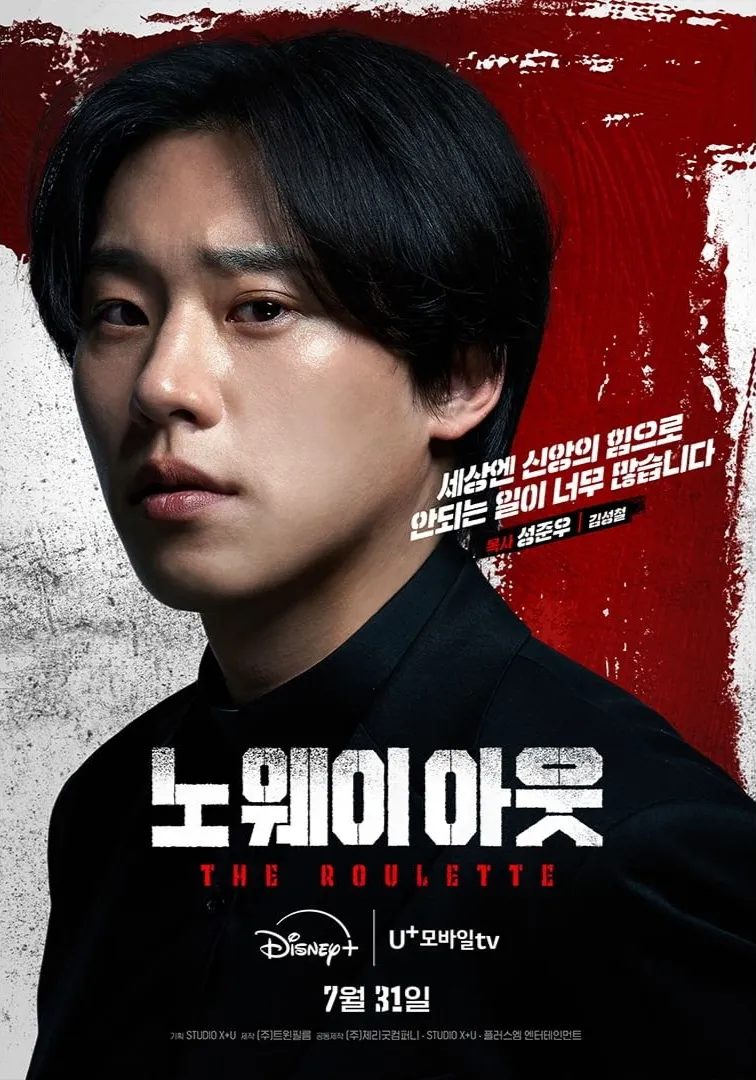 세상엔 신앙의 힘으로
안되는 일이 너무 많습니다
목사 성준우 | 김성철
노 웨이 아웃
THE ROULETTE
Disney+ | U+모바일tv
7월 31일
기획 STUDIO X+U 제작 (주)트윈필름 공동제작 (주)제리굿컴퍼니 · STUDIO X+U · 플러스엠 엔터테인먼트